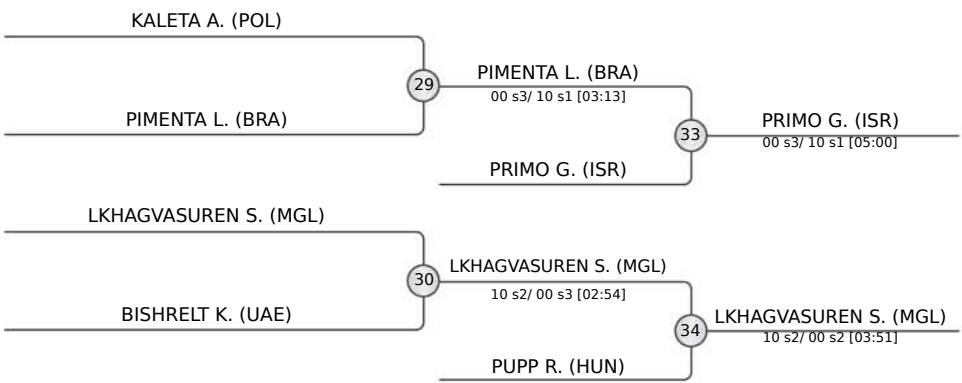 KALETA A. (POL)
29
PIMENTA L. (BRA)
PIMENTA L. (BRA)
00 s3/ 10 s1 [03:13]
33
PRIMO G. (ISR)
PRIMO G. (ISR)
00 s3/ 10 s1 [05:00]
LKHAGVASUREN S. (MGL)
30
BISHRELT K. (UAE)
LKHAGVASUREN S. (MGL)
10 s2/ 00 s3 [02:54]
34
PUPP R. (HUN)
LKHAGVASUREN S. (MGL)
10 s2/ 00 s2 [03:51]